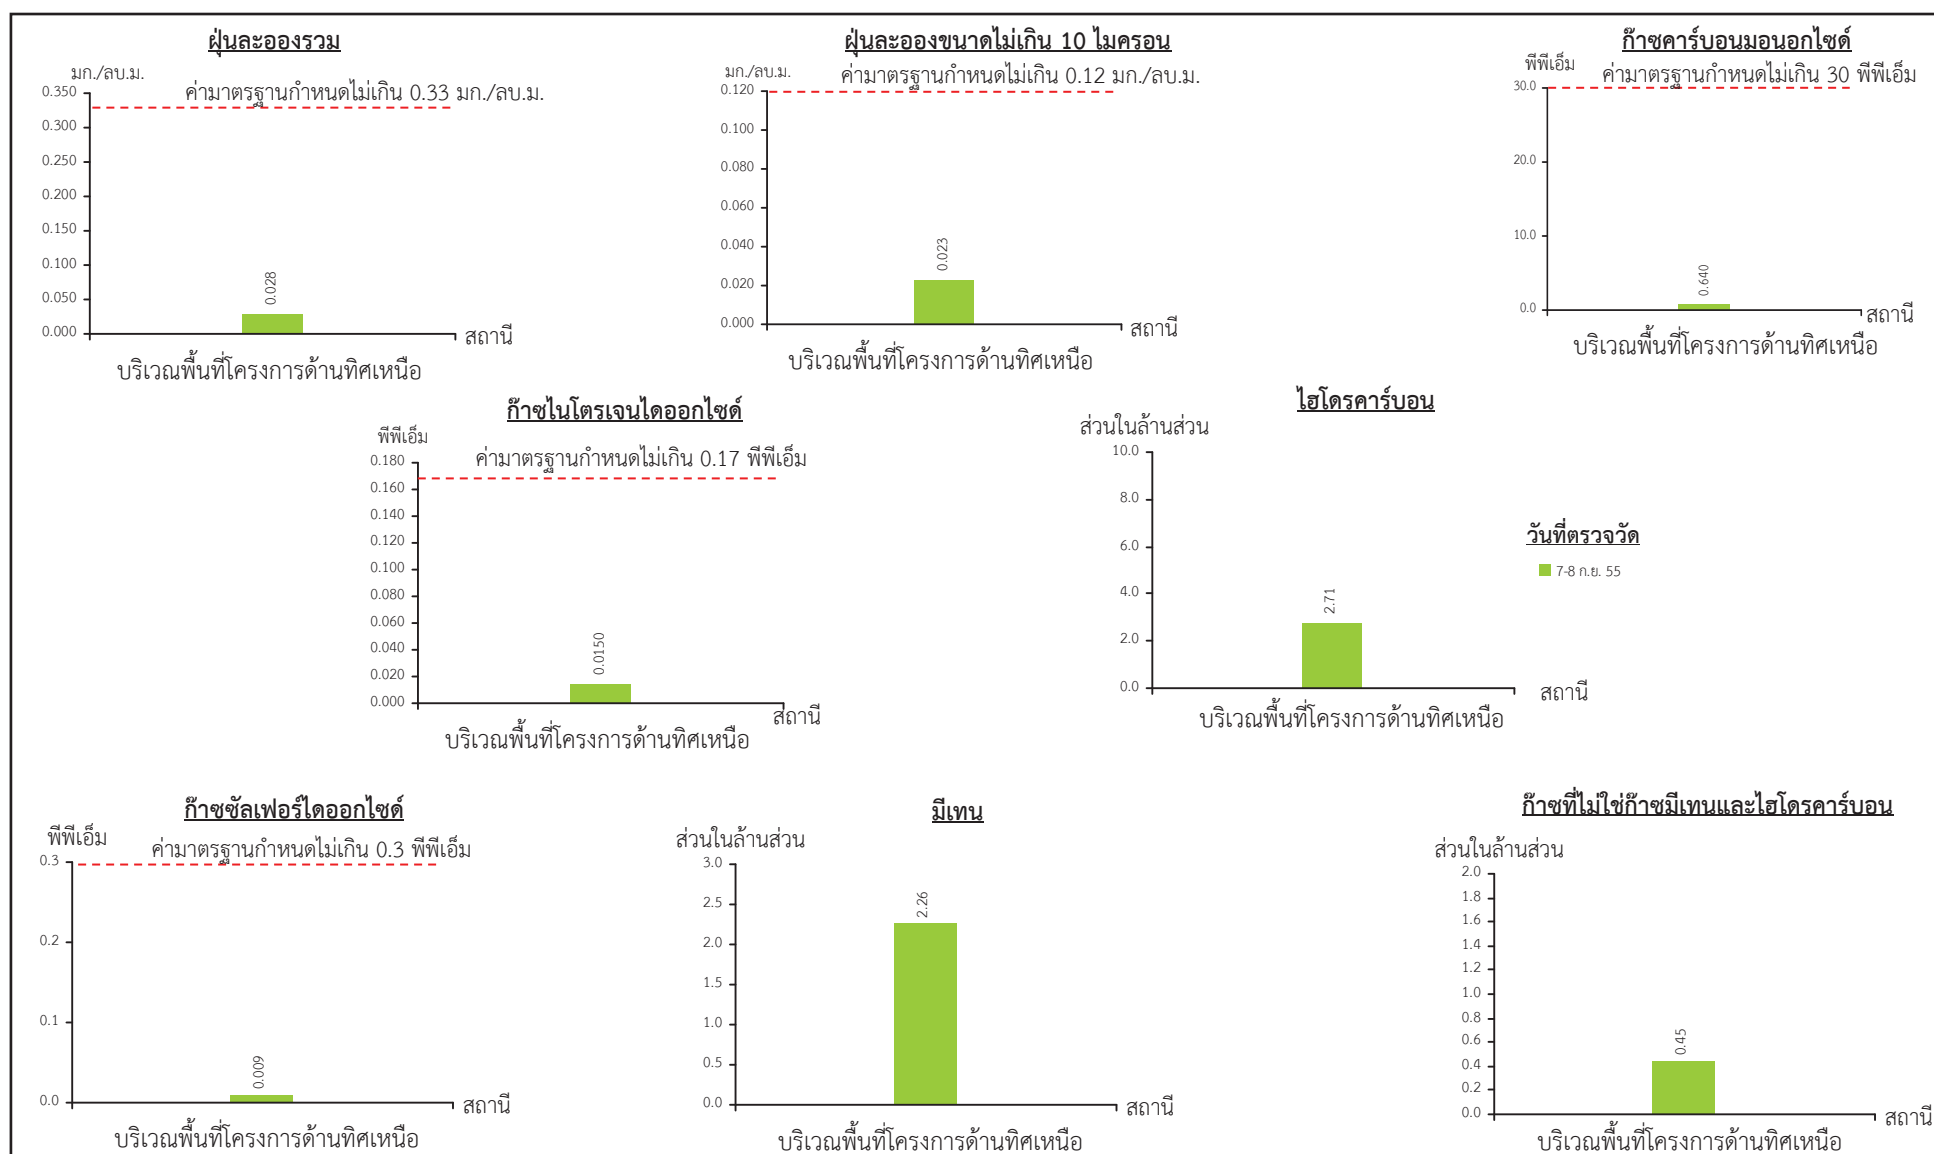 ฝุ่นละอองรวม
มก./ลบ.ม.
ค่ามาตรฐานกำหนดไม่เกิน 0.33 มก./ลบ.ม.
0.350
0.300
0.250
0.200
0.150
0.100
0.050
0.000
0.028
สถานี
บริเวณพื้นที่โครงการด้านทิศเหนือ
ฝุ่นละอองขนาดไม่เกิน 10 ไมครอน
มก./ลบ.ม.
ค่ามาตรฐานกำหนดไม่เกิน 0.12 มก./ลบ.ม.
0.120
0.100
0.080
0.060
0.040
0.020
0.000
0.023
สถานี
บริเวณพื้นที่โครงการด้านทิศเหนือ
ก๊าซคาร์บอนมอนอกไซด์
พีพีเอ็ม
ค่ามาตรฐานกำหนดไม่เกิน 30 พีพีเอ็ม
30.0
20.0
10.0
0.0
0.640
สถานี
บริเวณพื้นที่โครงการด้านทิศเหนือ
ก๊าซไนโตรเจนไดออกไซด์
พีพีเอ็ม
ค่ามาตรฐานกำหนดไม่เกิน 0.17 พีพีเอ็ม
0.180
0.160
0.140
0.120
0.100
0.080
0.060
0.040
0.020
0.000
0.0150
สถานี
บริเวณพื้นที่โครงการด้านทิศเหนือ
ไฮโดรคาร์บอน
ส่วนในล้านส่วน
10.0
8.0
6.0
4.0
2.0
0.0
2.71
สถานี
บริเวณพื้นที่โครงการด้านทิศเหนือ
วันที่ตรวจวัด
7-8 ก.ย. 55
ก๊าซซัลเฟอร์ไดออกไซด์
พีพีเอ็ม
ค่ามาตรฐานกำหนดไม่เกิน 0.3 พีพีเอ็ม
0.3
0.2
0.1
0.0
0.009
สถานี
บริเวณพื้นที่โครงการด้านทิศเหนือ
มีเทน
ส่วนในล้านส่วน
3.0
2.5
2.0
1.5
1.0
0.5
0.0
2.26
สถานี
บริเวณพื้นที่โครงการด้านทิศเหนือ
ก๊าซที่ไม่ใช่ก๊าซมีเทนและไฮโดรคาร์บอน
ส่วนในล้านส่วน
2.0
1.8
1.6
1.4
1.2
1.0
0.8
0.6
0.4
0.2
0.0
0.45
สถานี
บริเวณพื้นที่โครงการด้านทิศเหนือ